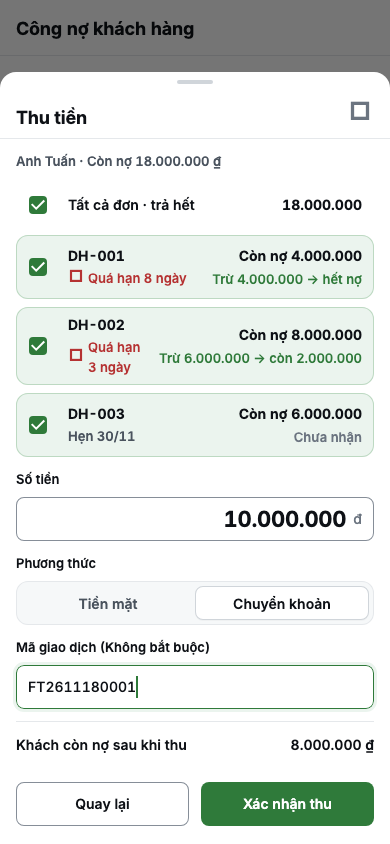 Công nợ khách hàng
Thu tiền
Anh Tuấn · Còn nợ 18.000.000 ₫
Tất cả đơn · trả hết 18.000.000
DH-001 Còn nợ 4.000.000
Quá hạn 8 ngày Trừ 4.000.000 → hết nợ
DH-002 Còn nợ 8.000.000
Quá hạn
3 ngày
Trừ 6.000.000 → còn 2.000.000
DH-003 Còn nợ 6.000.000
Hẹn 30/11 Chưa nhận
Số tiền
10.000.000 đ
Phương thức
Tiền mặt Chuyển khoản
Mã giao dịch (Không bắt buộc)
FT2611180001
Khách còn nợ sau khi thu 8.000.000 ₫
Quay lại Xác nhận thu